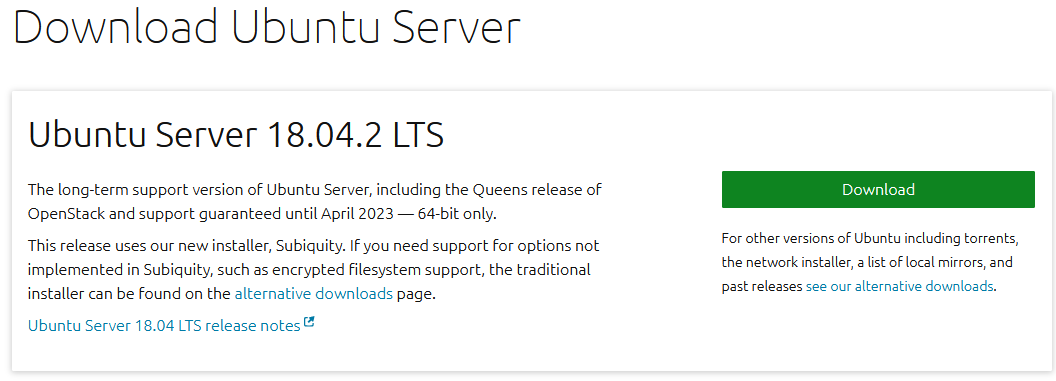 Download Ubuntu Server
Ubuntu Server 18.04.2 LTS
The long-term support version of Ubuntu Server, including the Queens release of
OpenStack and support guaranteed until April 2023 — 64-bit only.
This release uses our new installer, Subiquity. If you need support for options not
implemented in Subiquity, such as encrypted filesystem support, the traditional
installer can be found on the alternative downloads page.
Ubuntu Server 18.04 LTS release notes
Download
For other versions of Ubuntu including torrents,
the network installer, a list of local mirrors, and
past releases see our alternative downloads.